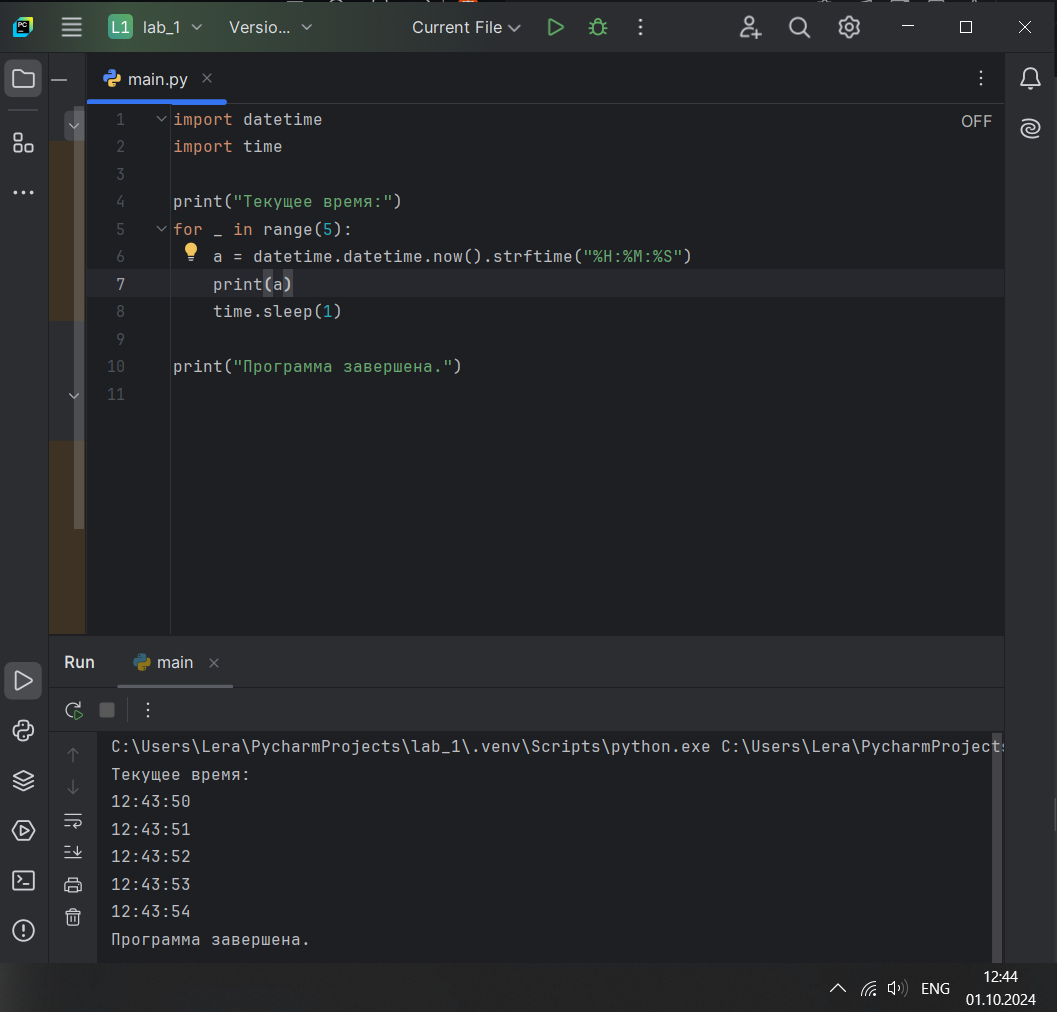 PC L1 lab_1 Versio... Current File
main.py
OFF
1 import datetime
2 import time
3
4 print("Текущее время:")
5 for _ in range(5):
6 a = datetime.datetime.now().strftime("%H:%M:%S")
7 print(a)
8 time.sleep(1)
9
10 print("Программа завершена.")
11
Run main
C:\Users\Lera\PycharmProjects\lab_1\.venv\Scripts\python.exe C:\Users\Lera\PycharmProjects
Текущее время:
12:43:50
12:43:51
12:43:52
12:43:53
12:43:54
Программа завершена.
ENG 12:44
01.10.2024